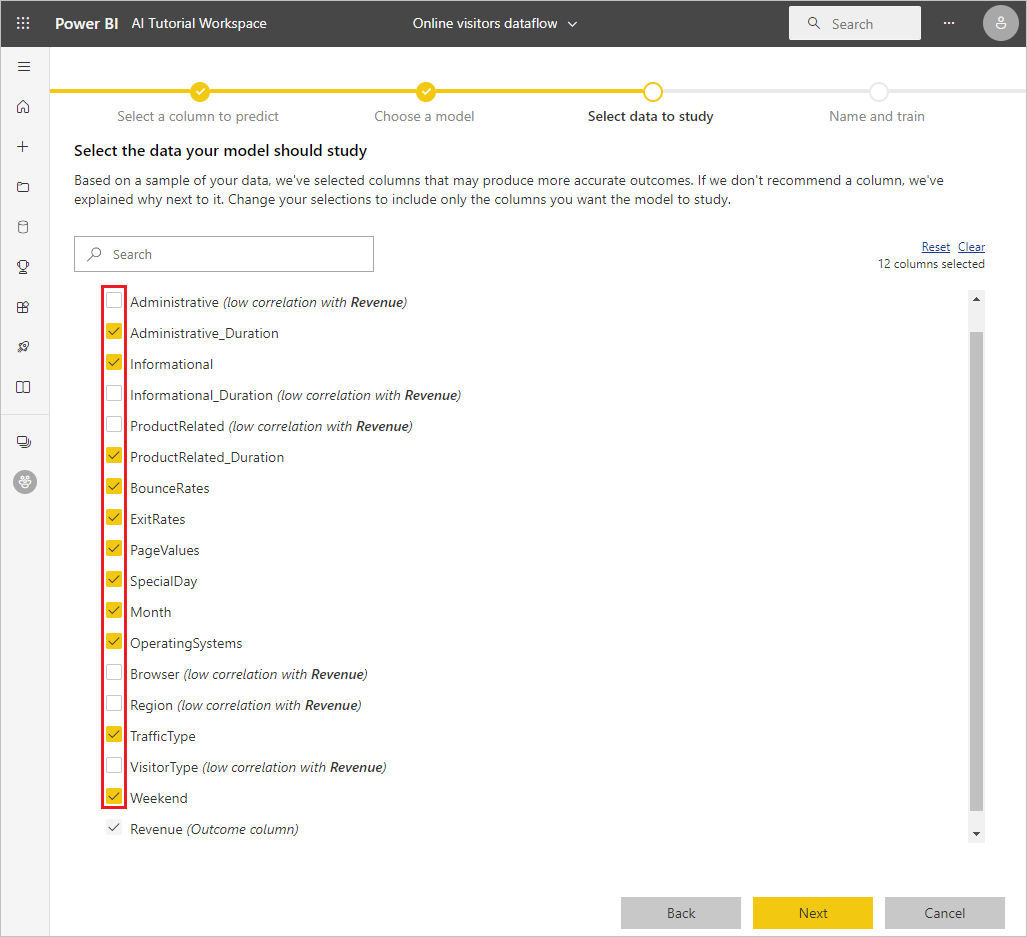 Power BI AI Tutorial Workspace Online visitors dataflow Search
Select a column to predict Choose a model Select data to study Name and train
Select the data your model should study
Based on a sample of your data, we've selected columns that may produce more accurate outcomes. If we don't recommend a column, we've
explained why next to it. Change your selections to include only the columns you want the model to study.
Search
Reset Clear
12 columns selected
Administrative (low correlation with Revenue)
Administrative_Duration
Informational
Informational_Duration (low correlation with Revenue)
ProductRelated (low correlation with Revenue)
ProductRelated_Duration
BounceRates
ExitRates
PageValues
SpecialDay
Month
OperatingSystems
Browser (low correlation with Revenue)
Region (low correlation with Revenue)
TrafficType
VisitorType (low correlation with Revenue)
Weekend
Revenue (Outcome column)
Back Next Cancel